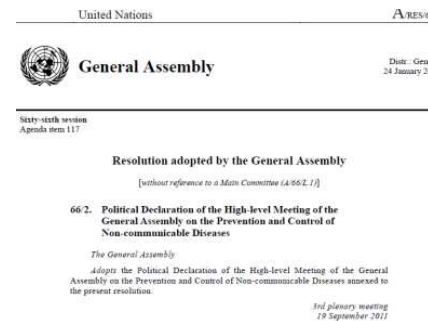 United Nations
A/RES/6
General Assembly
Distr.: Gen
24 January 2
Sixty-sixth session
Agenda item 117
Resolution adopted by the General Assembly
[without reference to a Main Committee (A/66/L.1)]
66/2. Political Declaration of the High-level Meeting of the
General Assembly on the Prevention and Control of
Non-communicable Diseases
The General Assembly
Adopts the Political Declaration of the High-level Meeting of the General
Assembly on the Prevention and Control of Non-communicable Diseases annexed to
the present resolution.
3rd plenary meeting
19 September 2011